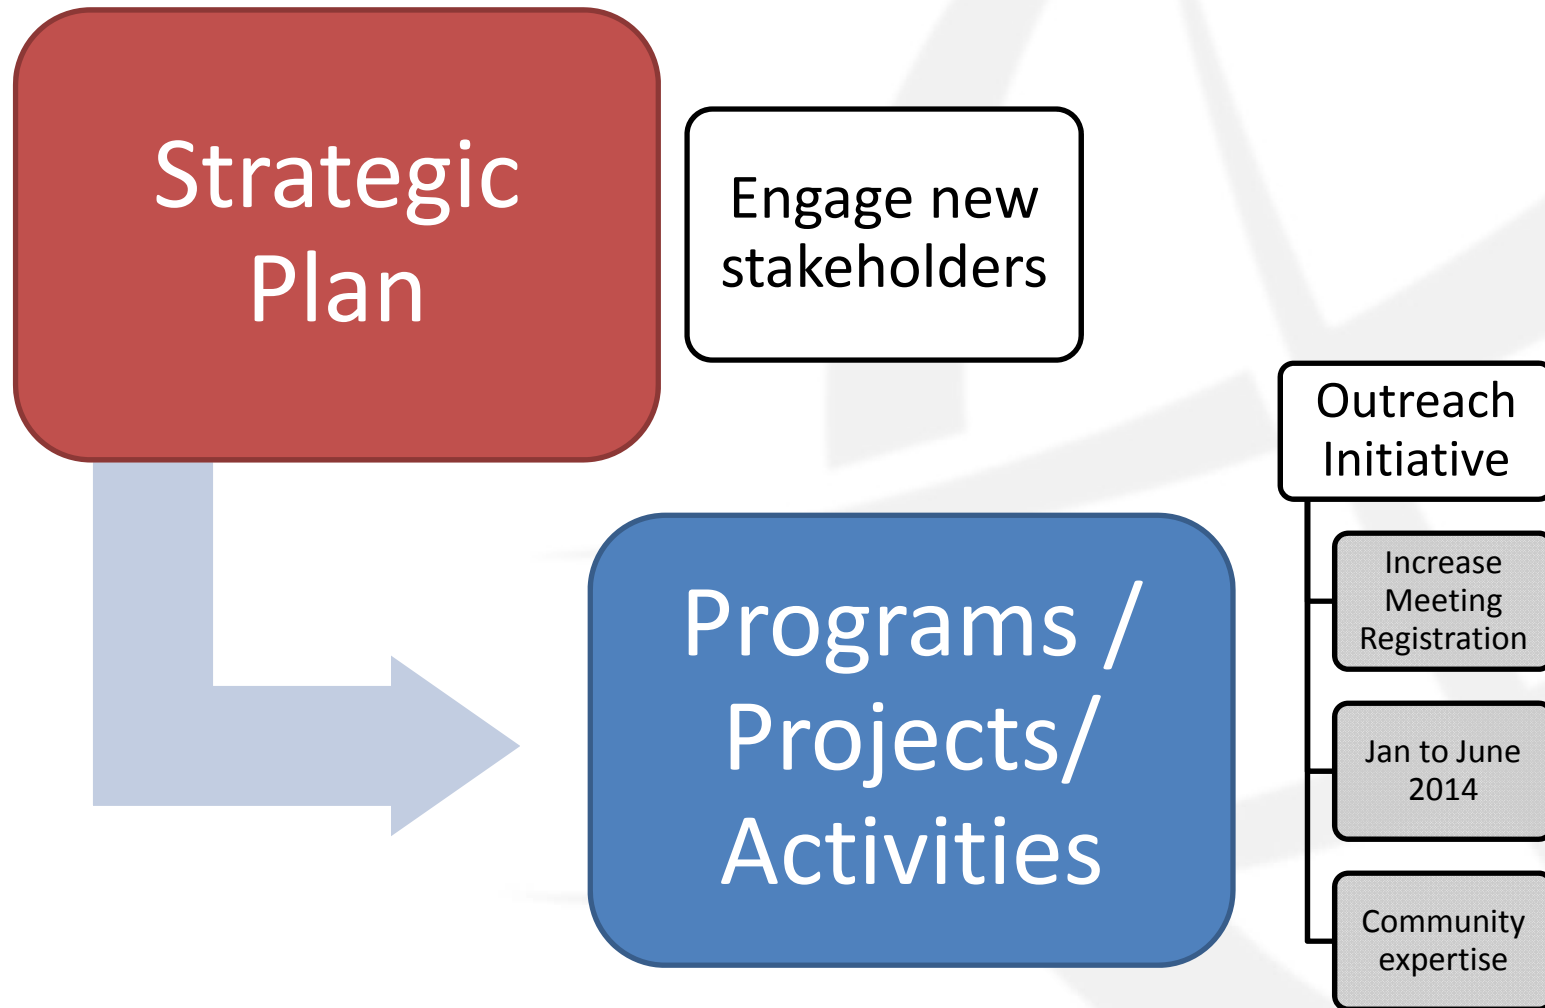 Strategic
Plan
Engage new
stakeholders
Outreach
Initiative
Programs /
Projects/
Activities
Increase
Meeting
Registration
Jan to June
2014
Community
expertise